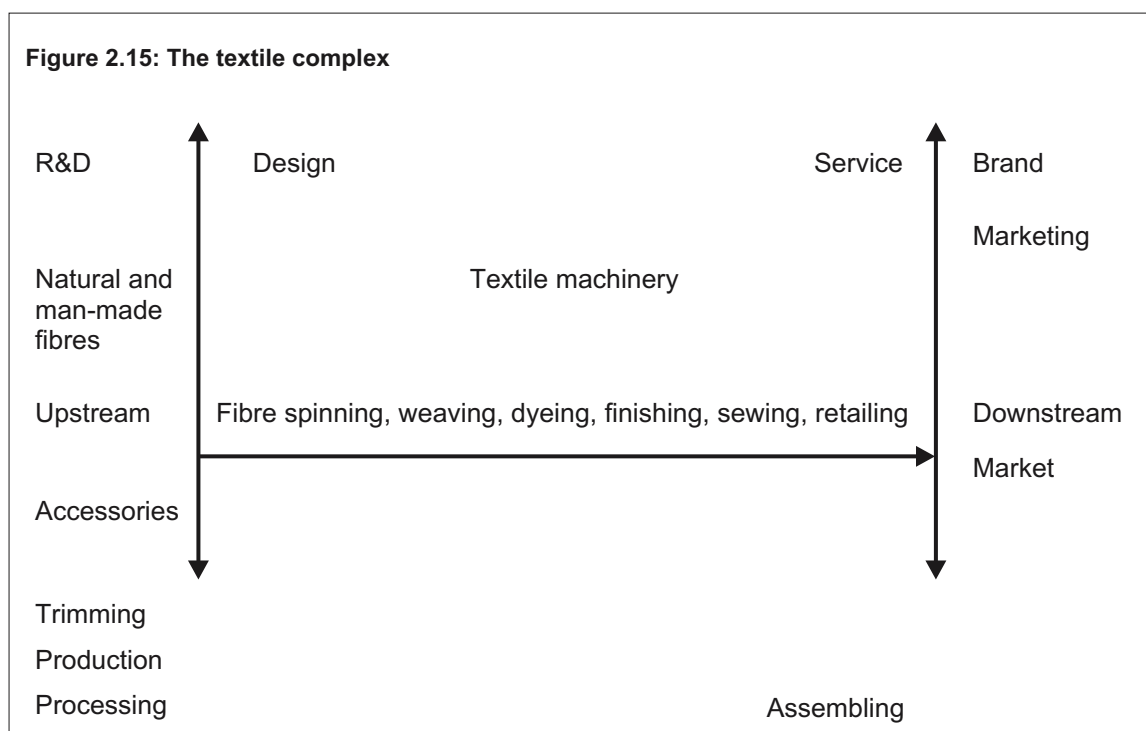 Figure 2.15: The textile complex
R&D Design Service Brand
Marketing
Natural and
man-made
fibres
Textile machinery
Upstream Fibre spinning, weaving, dyeing, finishing, sewing, retailing Downstream
Market
Accessories
Trimming
Production
Processing Assembling